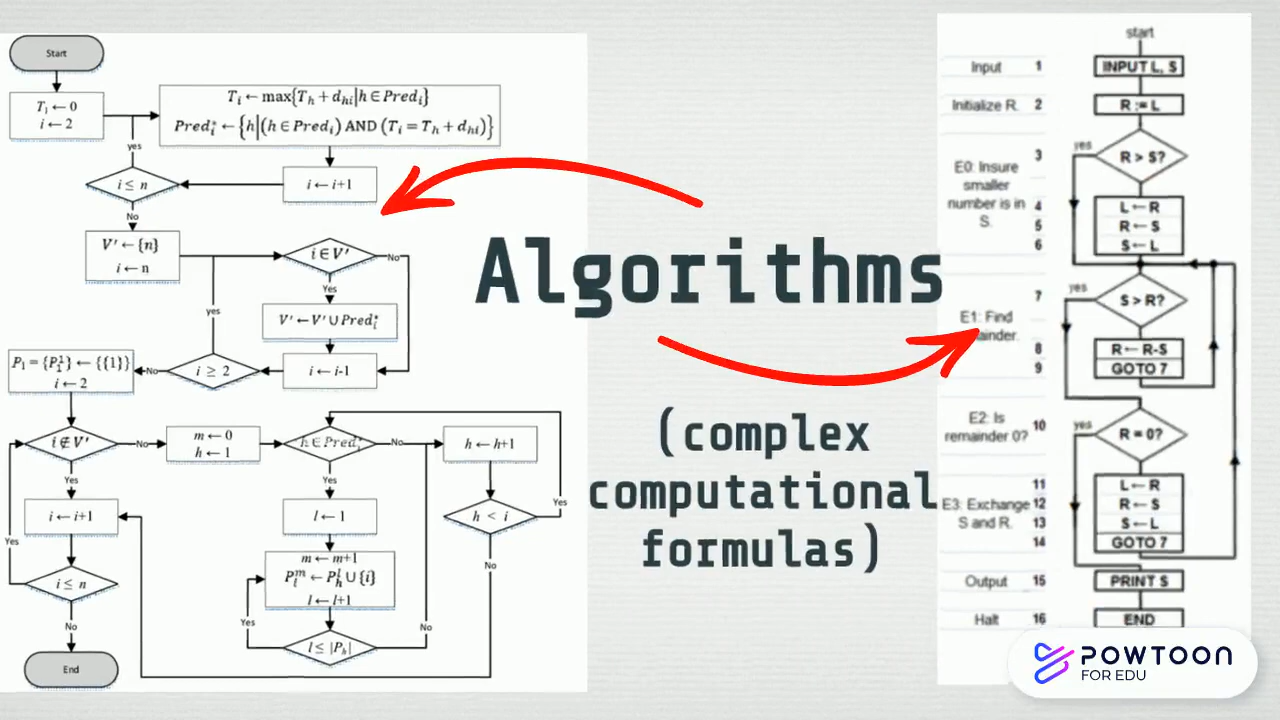 Start
T₁ ← 0
i ← 2
Tᵢ ← max{Tₕ + dₕᵢ|h ∈ Predᵢ}
Predᵢ* ← {h|(h ∈ Predᵢ) AND (Tᵢ = Tₕ + dₕᵢ)}
yes
i ≤ n
i ← i+1
No
V′ ← {n}
i ← n
i ∈ V′
No
Yes
yes
V′ ← V′ ∪ Predᵢ*
P₁ = {P₁¹} ← {{1}}
i ← 2
No
i ≥ 2
i ← i-1
i ∉ V′
No
m ← 0
h ← 1
h ∈ Predᵢ*
No
h ← h+1
Yes
Yes
Yes
i ← i+1
l ← 1
h < i
Yes
m ← m+1
Pᵢᵐ ← Pₕˡ ∪ {i}
l ← l+1
No
i ≤ n
Yes
No
No
l ≤ |Pₕ|
End
Algorithms
(complex
computational
formulas)
start
Input 1 INPUT L, S
Initialize R. 2 R := L
yes
3 R > S?
E0: Insure
smaller
number is in
S.
4 L ← R
5 R ← S
6 S ← L
yes
7 S > R?
E1: Find
8 R ← R-S
9 GOTO 7
E2: Is
remainder 0?
10 R = 0?
yes
E3: Exchange
S and R.
11 L ← R
12 R ← S
13 S ← L
14 GOTO 7
Output 15 PRINT S
Halt 16 END
POWTOON
FOR EDU